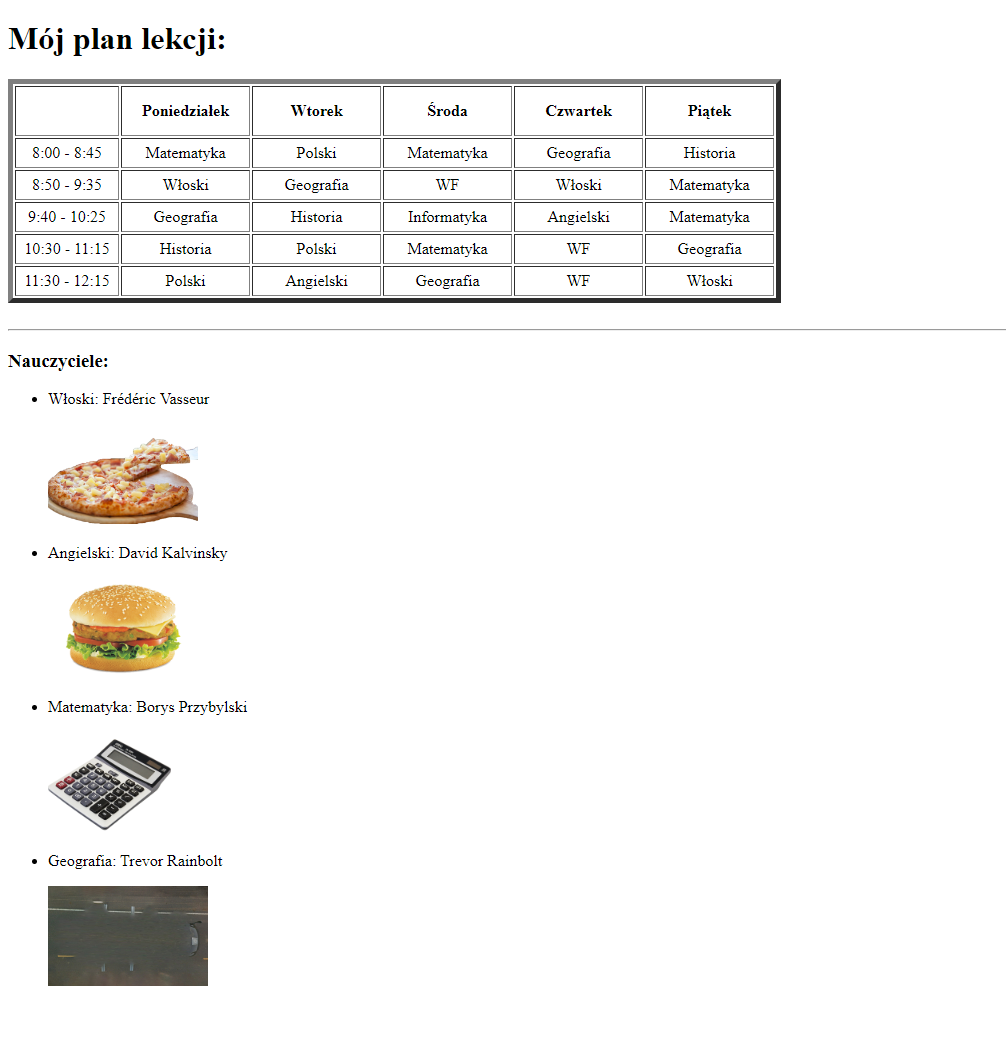 Mój plan lekcji:
Poniedziałek Wtorek Środa Czwartek Piątek
8:00 - 8:45 Matematyka Polski Matematyka Geografia Historia
8:50 - 9:35 Włoski Geografia WF Włoski Matematyka
9:40 - 10:25 Geografia Historia Informatyka Angielski Matematyka
10:30 - 11:15 Historia Polski Matematyka WF Geografia
11:30 - 12:15 Polski Angielski Geografia WF Włoski
Nauczyciele:
• Włoski: Frédéric Vasseur
• Angielski: David Kalvinsky
• Matematyka: Borys Przybylski
• Geografia: Trevor Rainbolt